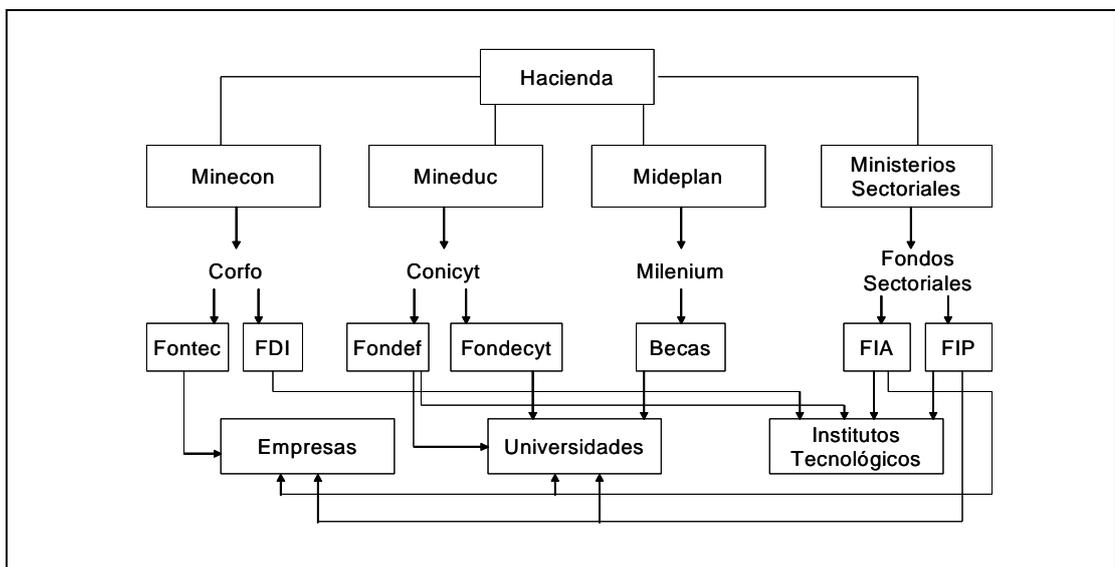 Hacienda
Minecon
Mineduc
Mideplan
Ministerios
Sectoriales
Corfo
Conicyt
Milenium
Fondos
Sectoriales
Fontec
FDI
Fondef
Fondecyt
Becas
FIA
FIP
Empresas
Universidades
Institutos
Tecnológicos